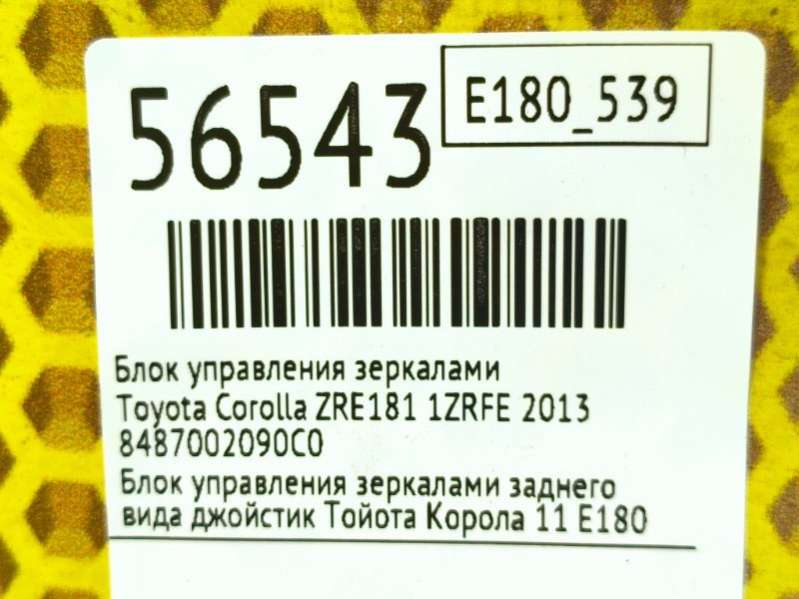 56543
E180_539
Блок управления зеркалами
Toyota Corolla ZRE181 1ZRFE 2013
8487002090C0
Блок управления зеркалами заднего
вида джойстик Тойота Корола 11 E180